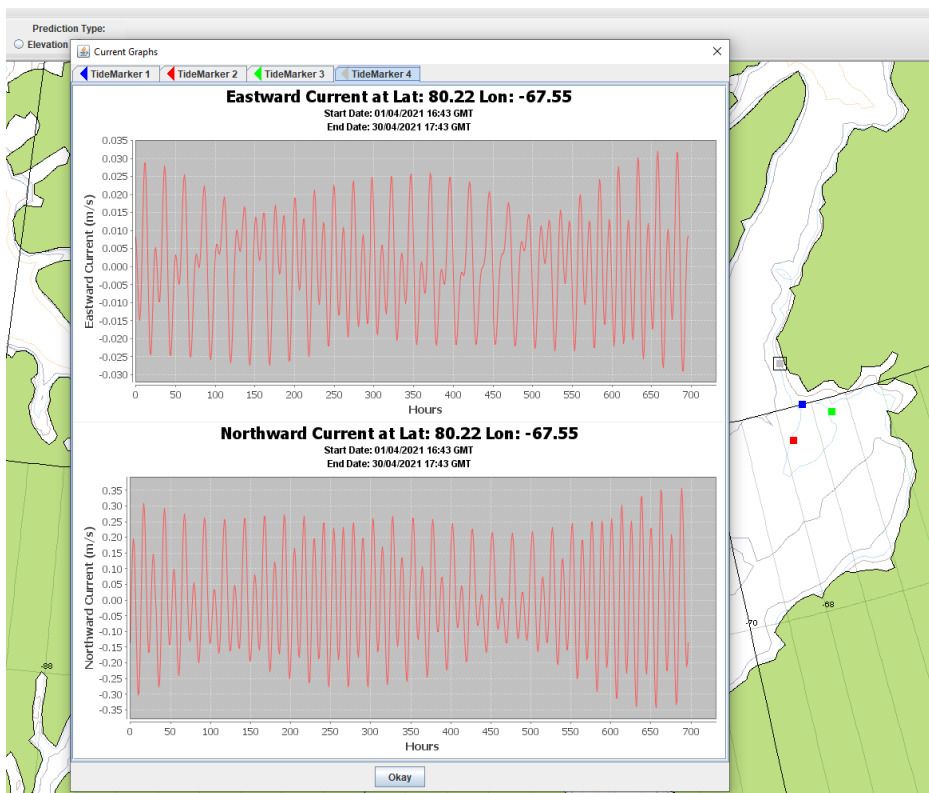 Prediction Type:
Elevation
Current Graphs
TideMarker 1
TideMarker 2
TideMarker 3
TideMarker 4
Eastward Current at Lat: 80.22 Lon: -67.55
Start Date: 01/04/2021 16:43 GMT
End Date: 30/04/2021 17:43 GMT
Eastward Current (m/s)
0.035
0.030
0.025
0.020
0.015
0.010
0.005
0.000
-0.005
-0.010
-0.015
-0.020
-0.025
-0.030
0 50 100 150 200 250 300 350 400 450 500 550 600 650 700
Hours
Northward Current at Lat: 80.22 Lon: -67.55
Start Date: 01/04/2021 16:43 GMT
End Date: 30/04/2021 17:43 GMT
Northward Current (m/s)
0.35
0.30
0.25
0.20
0.15
0.10
0.05
0.00
-0.05
-0.10
-0.15
-0.20
-0.25
-0.30
-0.35
0 50 100 150 200 250 300 350 400 450 500 550 600 650 700
Hours
Okay
-88
-70
-68